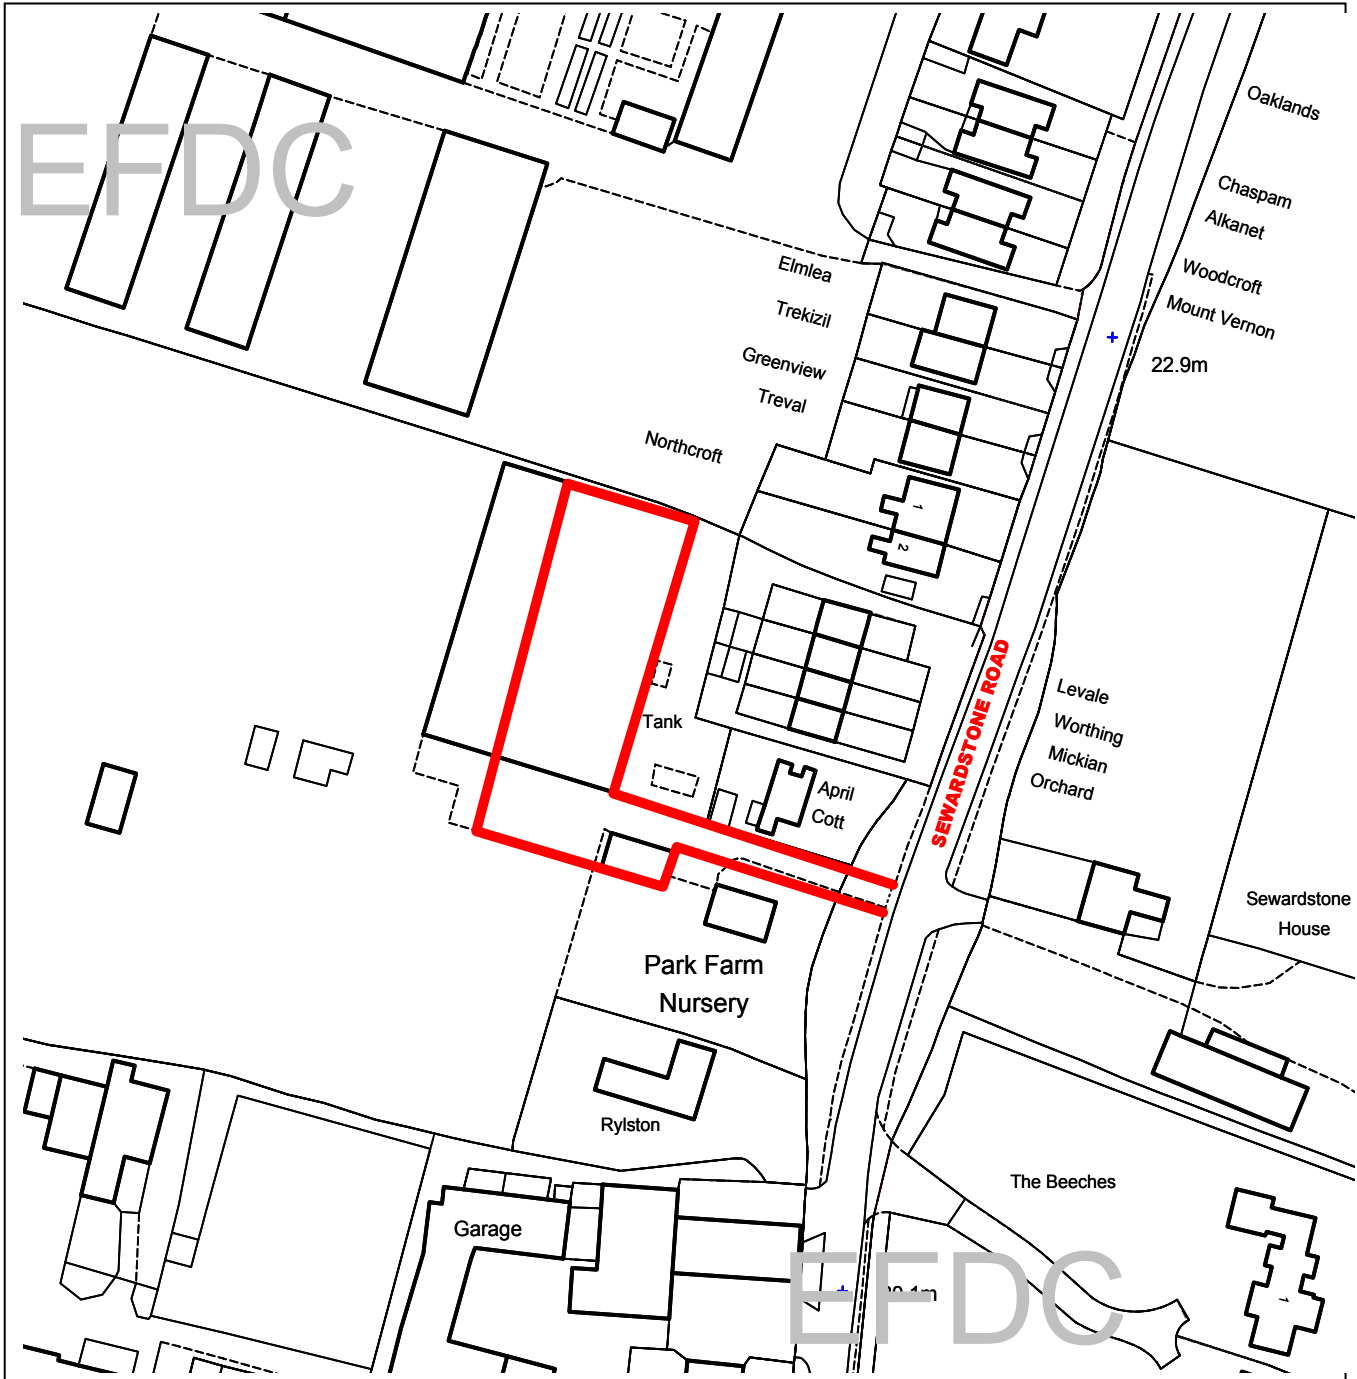 EFDC
Oaklands
Chaspam
Alkanet
Woodcroft
Mount Vernon
22.9m
Elmlea
Trekizil
Greenview
Treval
Northcroft
1
2
SEWARDSTONE ROAD
Levale
Worthing
Mickian
Orchard
Tank
April
Cott
Sewardstone
House
Park Farm
Nursery
Rylston
The Beeches
Garage
EFDC
1